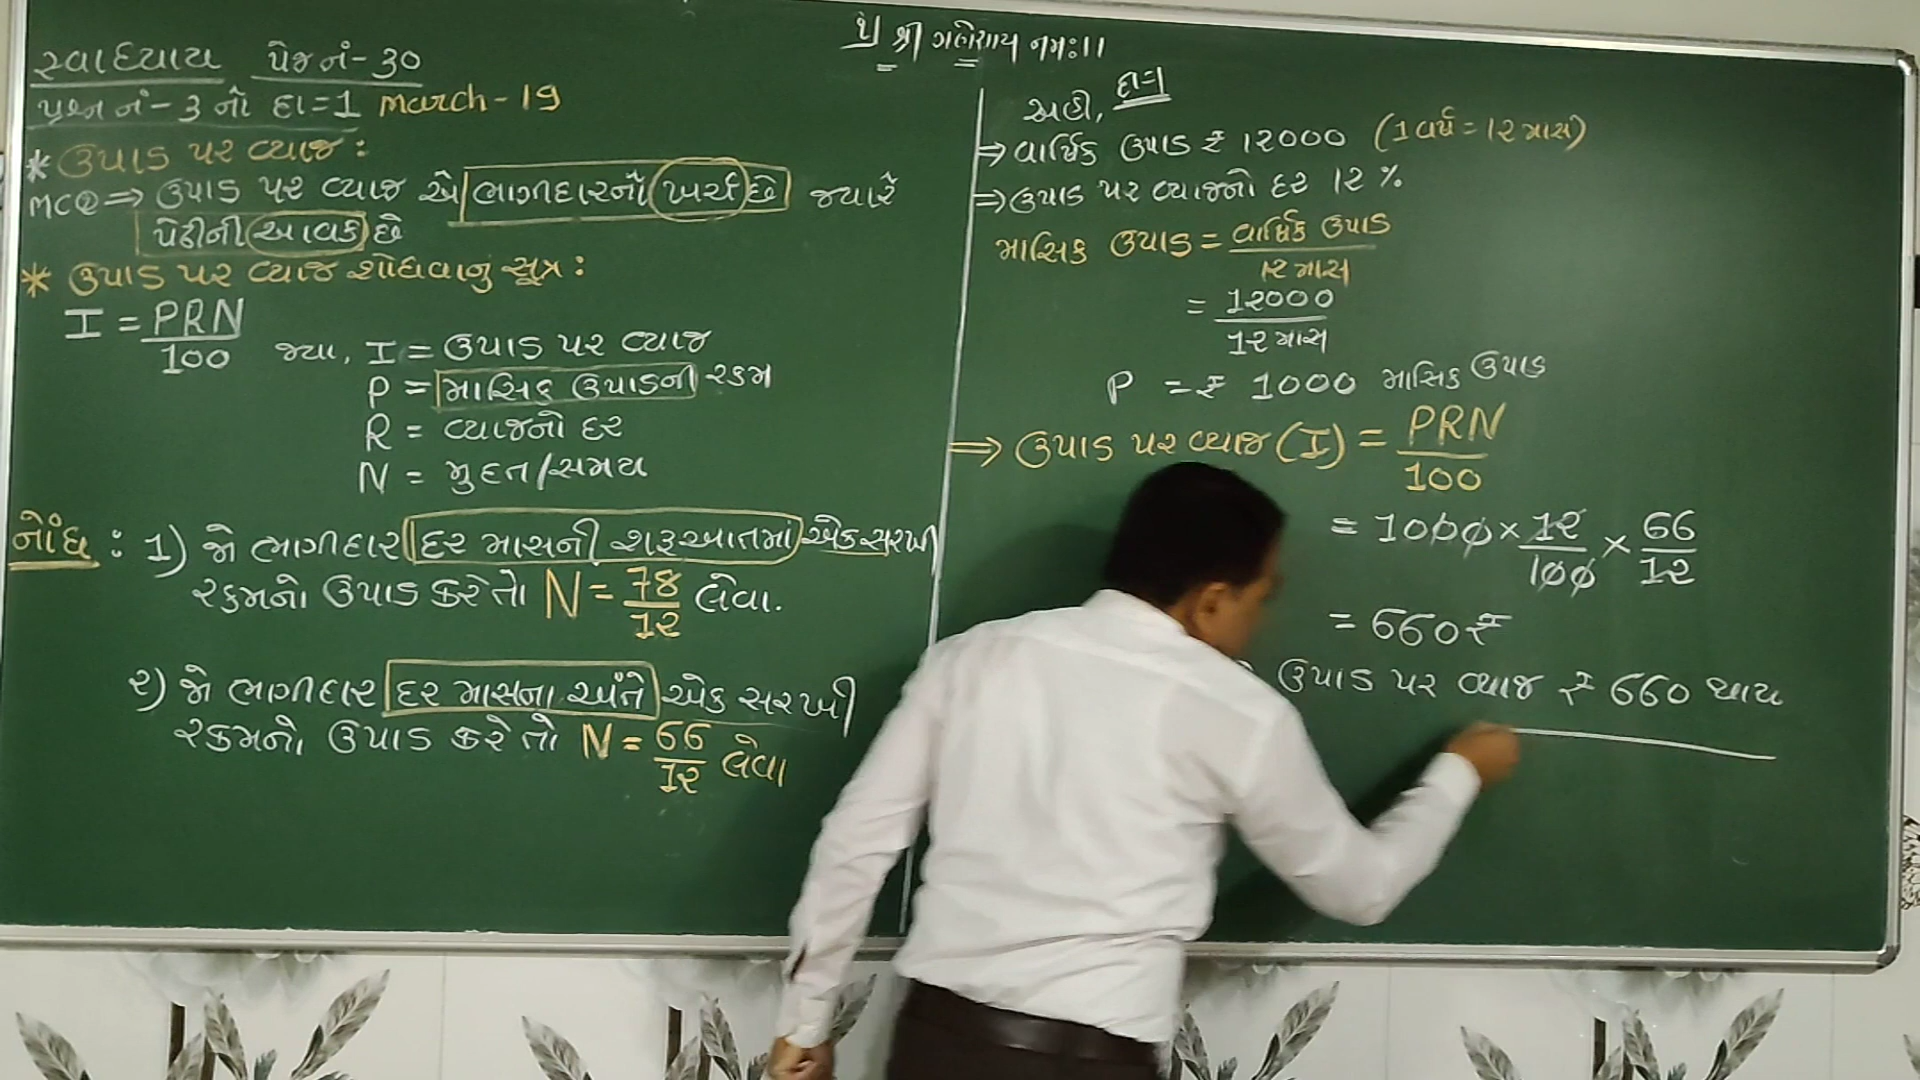 ॥ શ્રી ગણેશાય નમઃ॥
સ્વાધ્યાય પેજ નં-30
પ્રશ્ન નં-3 નો દા=1 March-19
* ઉપાડ પર વ્યાજ :
MCQ ⇒ ઉપાડ પર વ્યાજ એ ભાગીદારનો ખર્ચ છે જ્યારે
પેઢીની આવક છે
* ઉપાડ પર વ્યાજ શોધવાનું સૂત્ર :
I = PRN/100 જ્યાં, I = ઉપાડ પર વ્યાજ
P = માસિક ઉપાડની રકમ
R = વ્યાજનો દર
N = મુદત/સમય
નોંધ : 1) જો ભાગીદાર દર માસની શરૂઆતમાં એક સરખી
રકમનો ઉપાડ કરે તો N = 78/12 લેવા.
૨) જો ભાગીદાર દર માસના અંતે એક સરખી
રકમનો ઉપાડ કરે તો N = 66/12 લેવા
અહી, દા=1
⇒ વાર્ષિક ઉપાડ ₹ 12000 (1 વર્ષ = 12 માસ)
⇒ ઉપાડ પર વ્યાજનો દર 12 %
માસિક ઉપાડ = વાર્ષિક ઉપાડ/12 માસ
= 12000/12 માસ
P = ₹ 1000 માસિક ઉપાડ
⇒ ઉપાડ પર વ્યાજ (I) = PRN/100
= 1000 × 12/100 × 66/12
= 660 ₹
ઉપાડ પર વ્યાજ ₹ 660 થાય